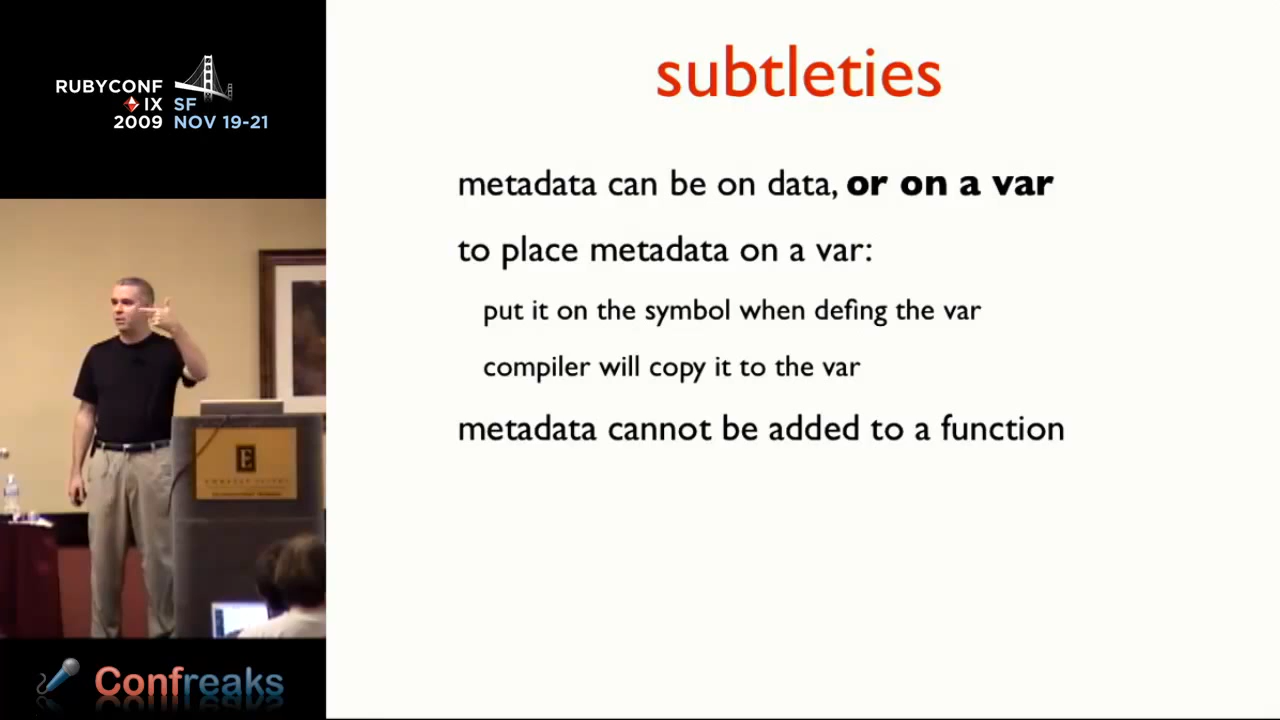 RUBYCONF
IX SF
2009 NOV 19-21
subtleties
metadata can be on data, or on a var
to place metadata on a var:
put it on the symbol when defing the var
compiler will copy it to the var
metadata cannot be added to a function
E
Confreaks